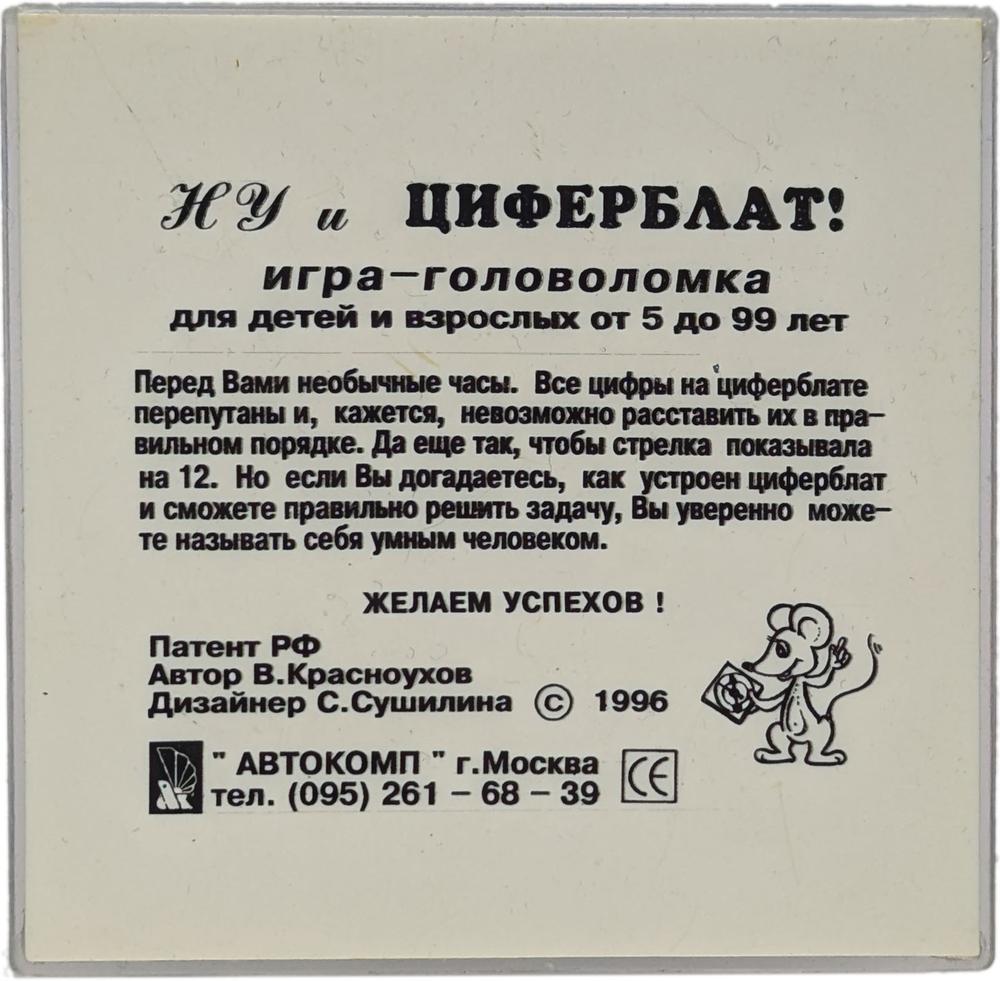 НУ и ЦИФЕРБЛАТ!
игра–головоломка
для детей и взрослых от 5 до 99 лет
Перед Вами необычные часы. Все цифры на циферблате
перепутаны и, кажется, невозможно расставить их в пра–
вильном порядке. Да еще так, чтобы стрелка показывала
на 12. Но если Вы догадаетесь, как устроен циферблат
и сможете правильно решить задачу, Вы уверенно може–
те называть себя умным человеком.
ЖЕЛАЕМ УСПЕХОВ !
Патент РФ
Автор В.Красноухов
Дизайнер С.Сушилина © 1996
" АВТОКОМП " г.Москва
тел. (095) 261 – 68 – 39
CE